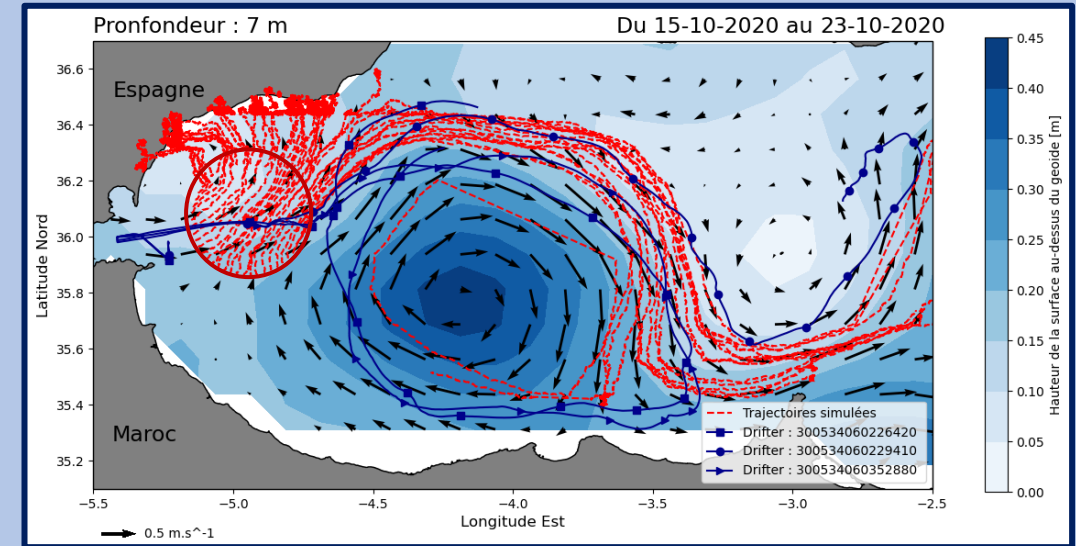 Pronfondeur : 7 m
Du 15-10-2020 au 23-10-2020
Espagne
Maroc
36.6
36.4
36.2
36.0
35.8
35.6
35.4
35.2
Latitude Nord
−5.5
−5.0
−4.5
−4.0
−3.5
−3.0
−2.5
Longitude Est
0.5 m.s^-1
Trajectoires simulées
Drifter : 300534060226420
Drifter : 300534060229410
Drifter : 300534060352880
0.45
0.40
0.35
0.30
0.25
0.20
0.15
0.10
0.05
0.00
Hauteur de la surface au-dessus du geoide [m]